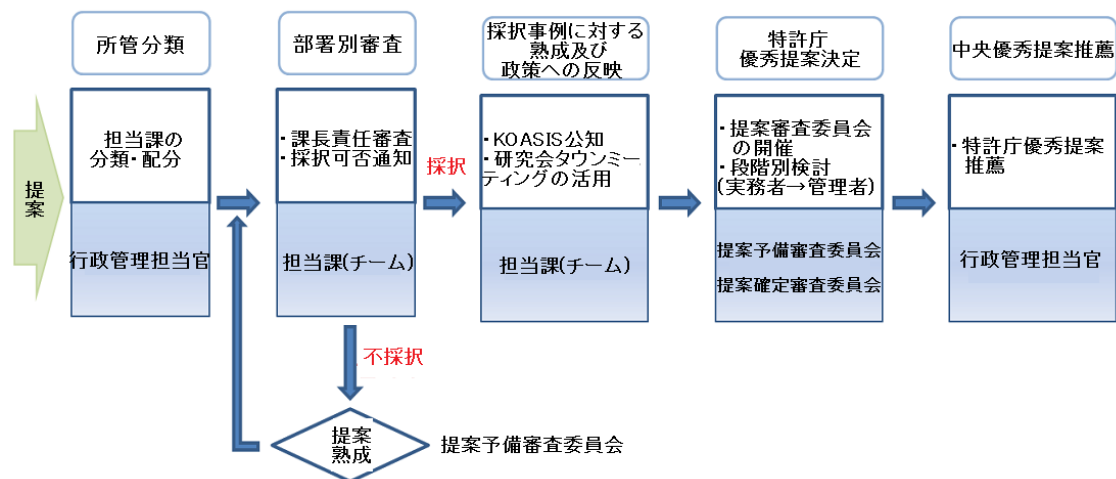 所管分類
部署別審査
採択事例に対する
熟成及び
政策への反映
特許庁
優秀提案決定
中央優秀提案推薦
提案
担当課の
分類・配分
行政管理担当官
・課長責任審査
・採択可否通知
担当課(チーム)
採択
・KOASIS公知
・研究会タウンミー
ティングの活用
担当課(チーム)
・提案審査委員会
の開催
・段階別検討
(実務者→管理者)
提案予備審査委員会
提案確定審査委員会
・特許庁優秀提案
推薦
行政管理担当官
不採択
提案
熟成
提案予備審査委員会